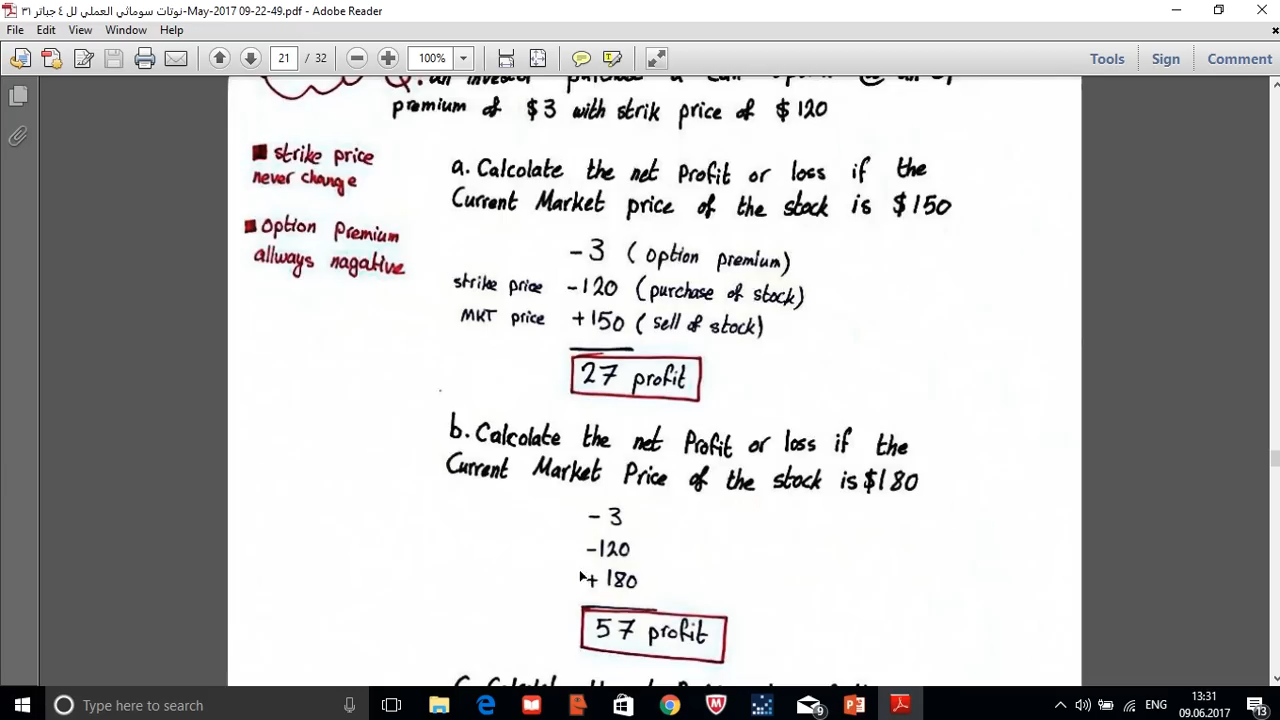 نوتات سوماثي العملي لل ٤ جباتر ٣١-May-2017 09-22-49.pdf - Adobe Reader
File Edit View Window Help
21 / 32 100% Tools Sign Comment
premium of $3 with strik price of $120
strike price
never change
option Premium
allways nagative
a. Calculate the net Profit or loss if the
Current Market price of the stock is $150
-3 (option premium)
strike price -120 (purchase of stock)
MKT price +150 (sell of stock)
27 profit
b. Calcolate the net Profit or loss if the
Current Market Price of the stock is $180
- 3
-120
+ 180
57 profit
Type here to search
9
ENG
13:31
09.06.2017
13